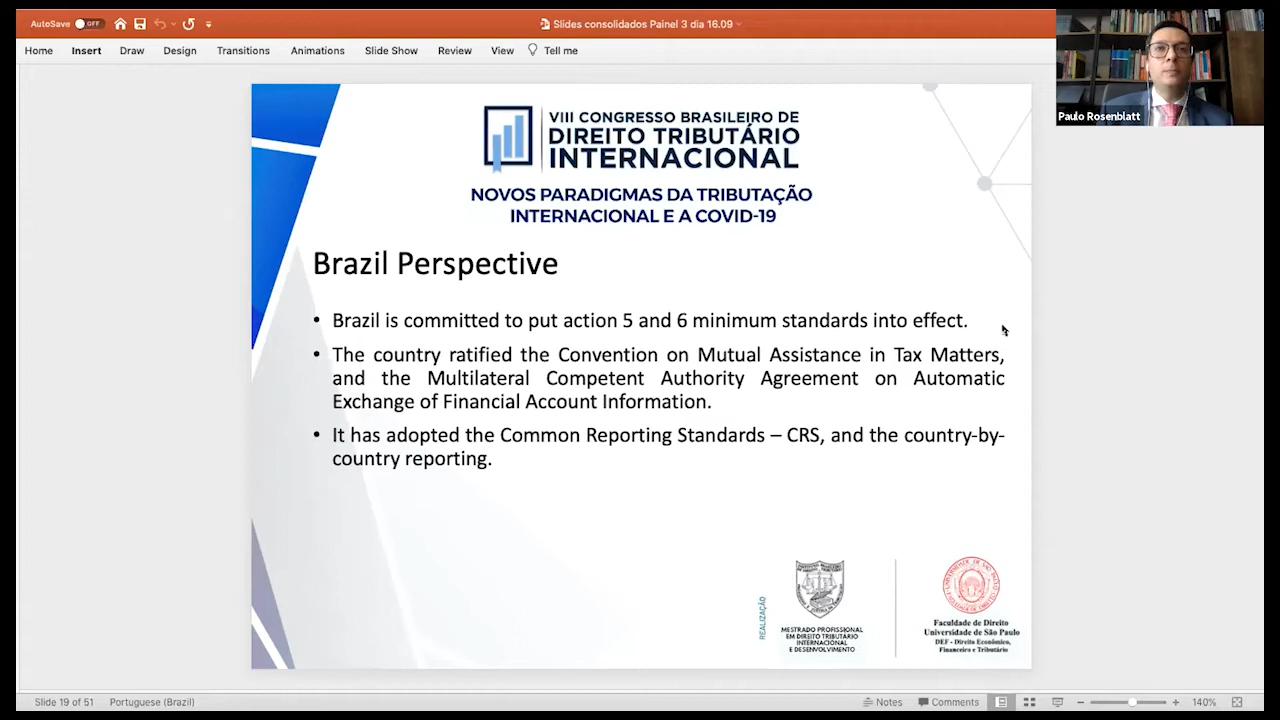 AutoSave OFF
Slides consolidados Painel 3 dia 16.09
Home Insert Draw Design Transitions Animations Slide Show Review View Tell me
Paulo Rosenblatt
VIII CONGRESSO BRASILEIRO DE
DIREITO TRIBUTÁRIO
INTERNACIONAL
NOVOS PARADIGMAS DA TRIBUTAÇÃO
INTERNACIONAL E A COVID-19
Brazil Perspective
• Brazil is committed to put action 5 and 6 minimum standards into effect.
• The country ratified the Convention on Mutual Assistance in Tax Matters,
and the Multilateral Competent Authority Agreement on Automatic
Exchange of Financial Account Information.
• It has adopted the Common Reporting Standards – CRS, and the country-by-
country reporting.
REALIZAÇÃO
MESTRADO PROFISSIONAL
EM DIREITO TRIBUTÁRIO
INTERNACIONAL
E DESENVOLVIMENTO
Faculdade de Direito
Universidade de São Paulo
DEF - Direito Econômico,
Financeiro e Tributário
Slide 19 of 51 Portuguese (Brazil) Notes Comments 140%